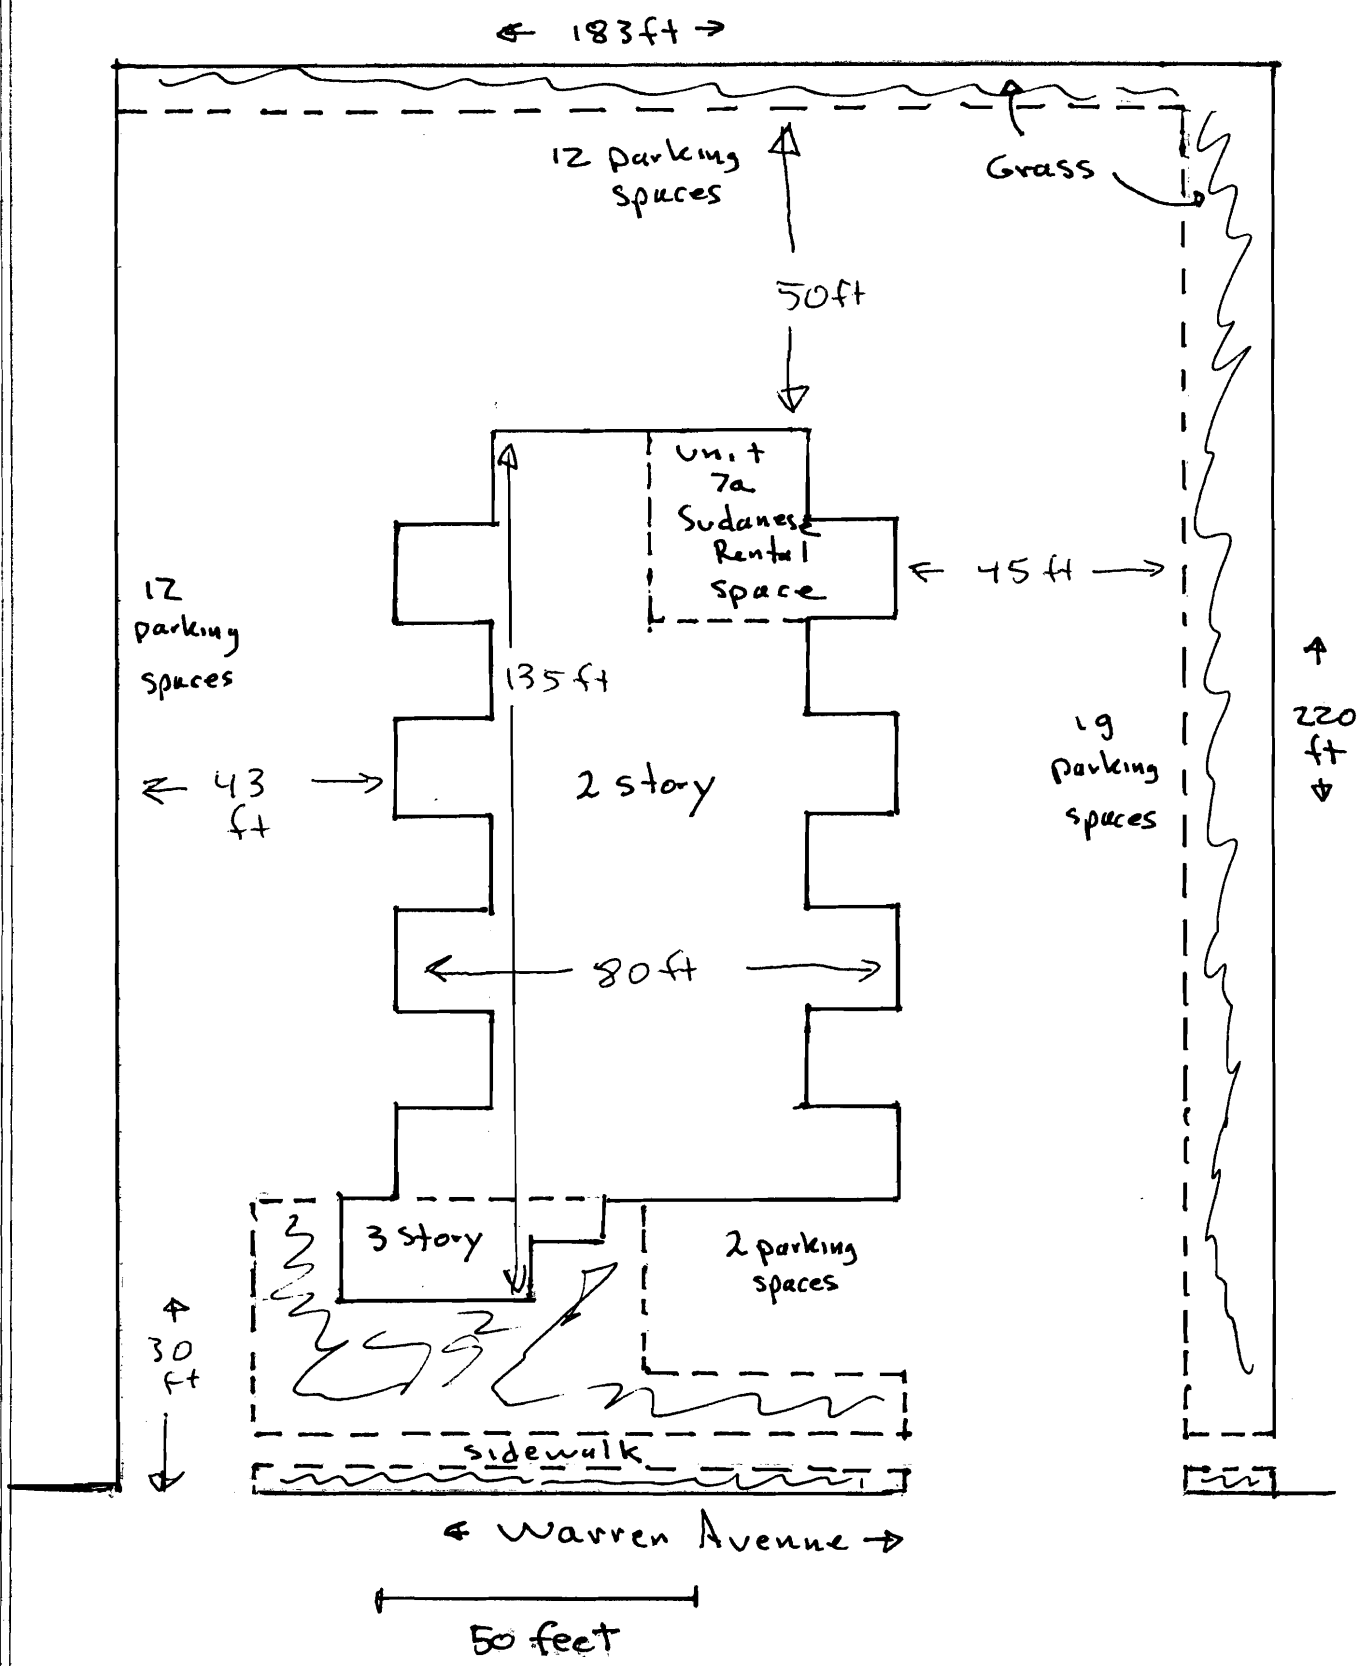 183ft
12 parking
spaces
Grass
50ft
unit
7a
Sudanese
Rental
space
45 ft
12
parking
spaces
135 ft
220
ft
19
parking
spaces
43
ft
2 story
80 ft
3 story
2 parking
spaces
30
ft
sidewalk
Warren Avenue
50 feet